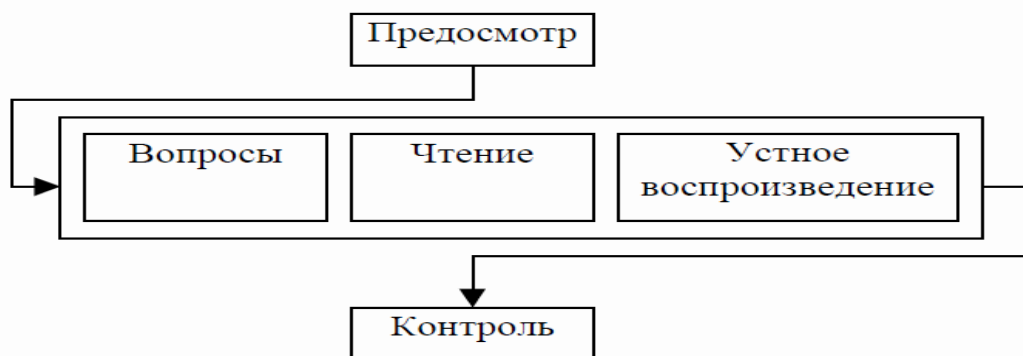 Предосмотр
Вопросы
Чтение
Устное
воспроизведение
Контроль